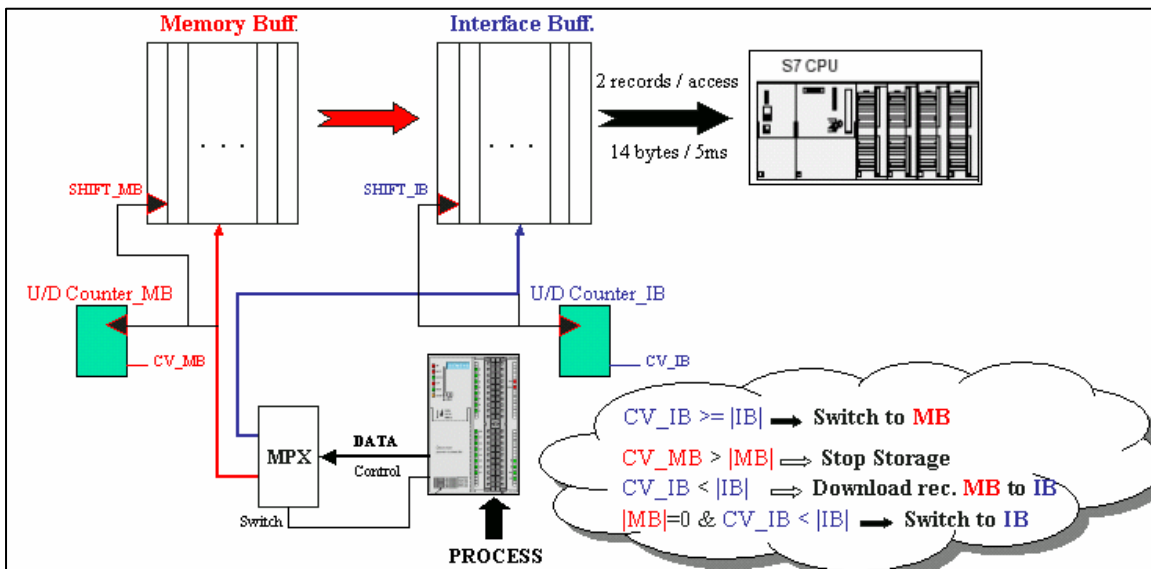 Memory Buff.
Interface Buff.
S7 CPU
2 records / access
. . .
. . .
14 bytes / 5ms
SHIFT_MB
SHIFT_IB
U/D Counter_MB
U/D Counter_IB
CV_MB
CV_IB
CV_IB >= |IB| Switch to MB
DATA
MPX
Control
CV_MB > |MB| Stop Storage
CV_IB < |IB| Download rec. MB to IB
Switch
|MB|=0 & CV_IB < |IB| Switch to IB
PROCESS